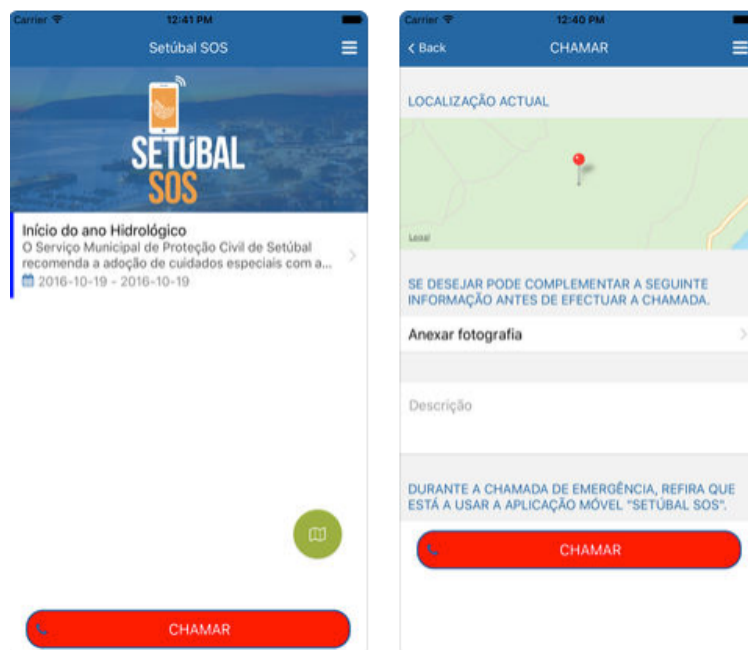 Carrier 12:41 PM
Setúbal SOS
SETÚBAL
SOS
Início do ano Hidrológico
O Serviço Municipal de Proteção Civil de Setúbal
recomenda a adoção de cuidados especiais com a...
2016-10-19 - 2016-10-19
CHAMAR
Carrier 12:40 PM
Back CHAMAR
LOCALIZAÇÃO ACTUAL
Legal
SE DESEJAR PODE COMPLEMENTAR A SEGUINTE
INFORMAÇÃO ANTES DE EFECTUAR A CHAMADA.
Anexar fotografia
Descrição
DURANTE A CHAMADA DE EMERGÊNCIA, REFIRA QUE
ESTÁ A USAR A APLICAÇÃO MÓVEL "SETÚBAL SOS".
CHAMAR